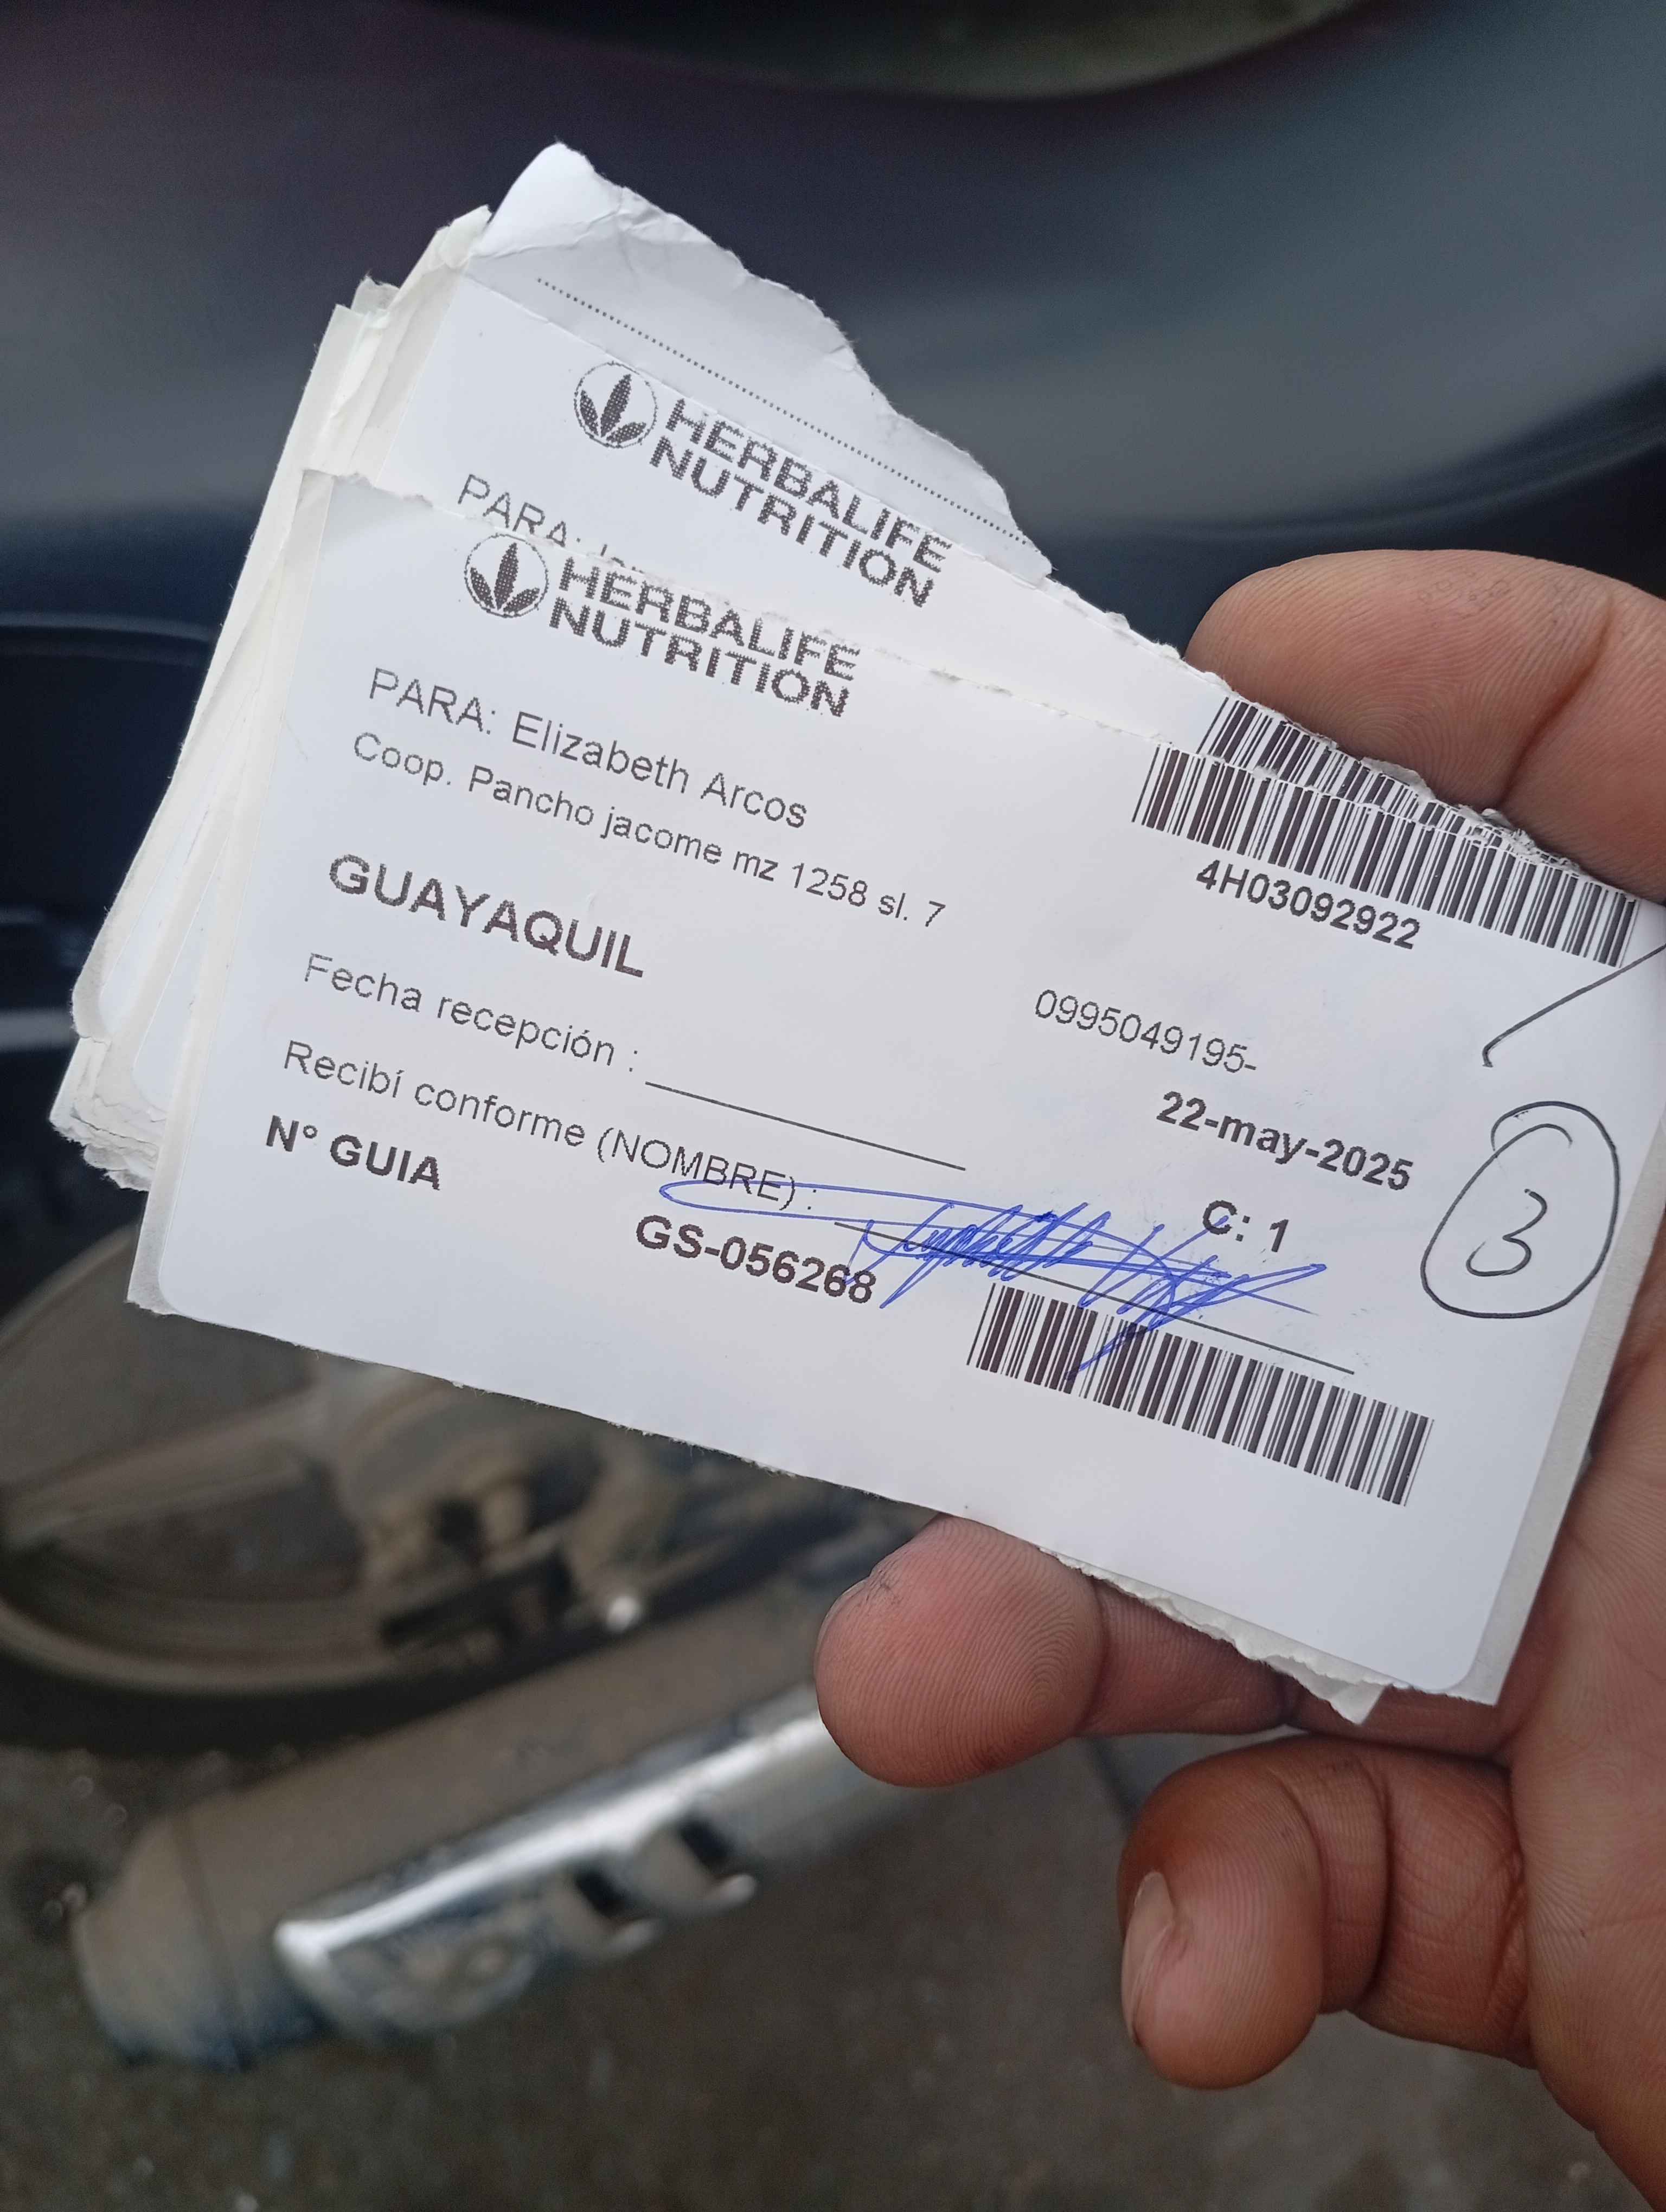 HERBALIFE
NUTRITION
PARA:
HERBALIFE
NUTRITION
PARA: Elizabeth Arcos
Coop. Pancho jacome mz 1258 sl. 7
4H03092922
GUAYAQUIL
0995049195-
Fecha recepción :
22-may-2025
Recibí conforme (NOMBRE) :
C: 1
3
N° GUIA
GS-056268